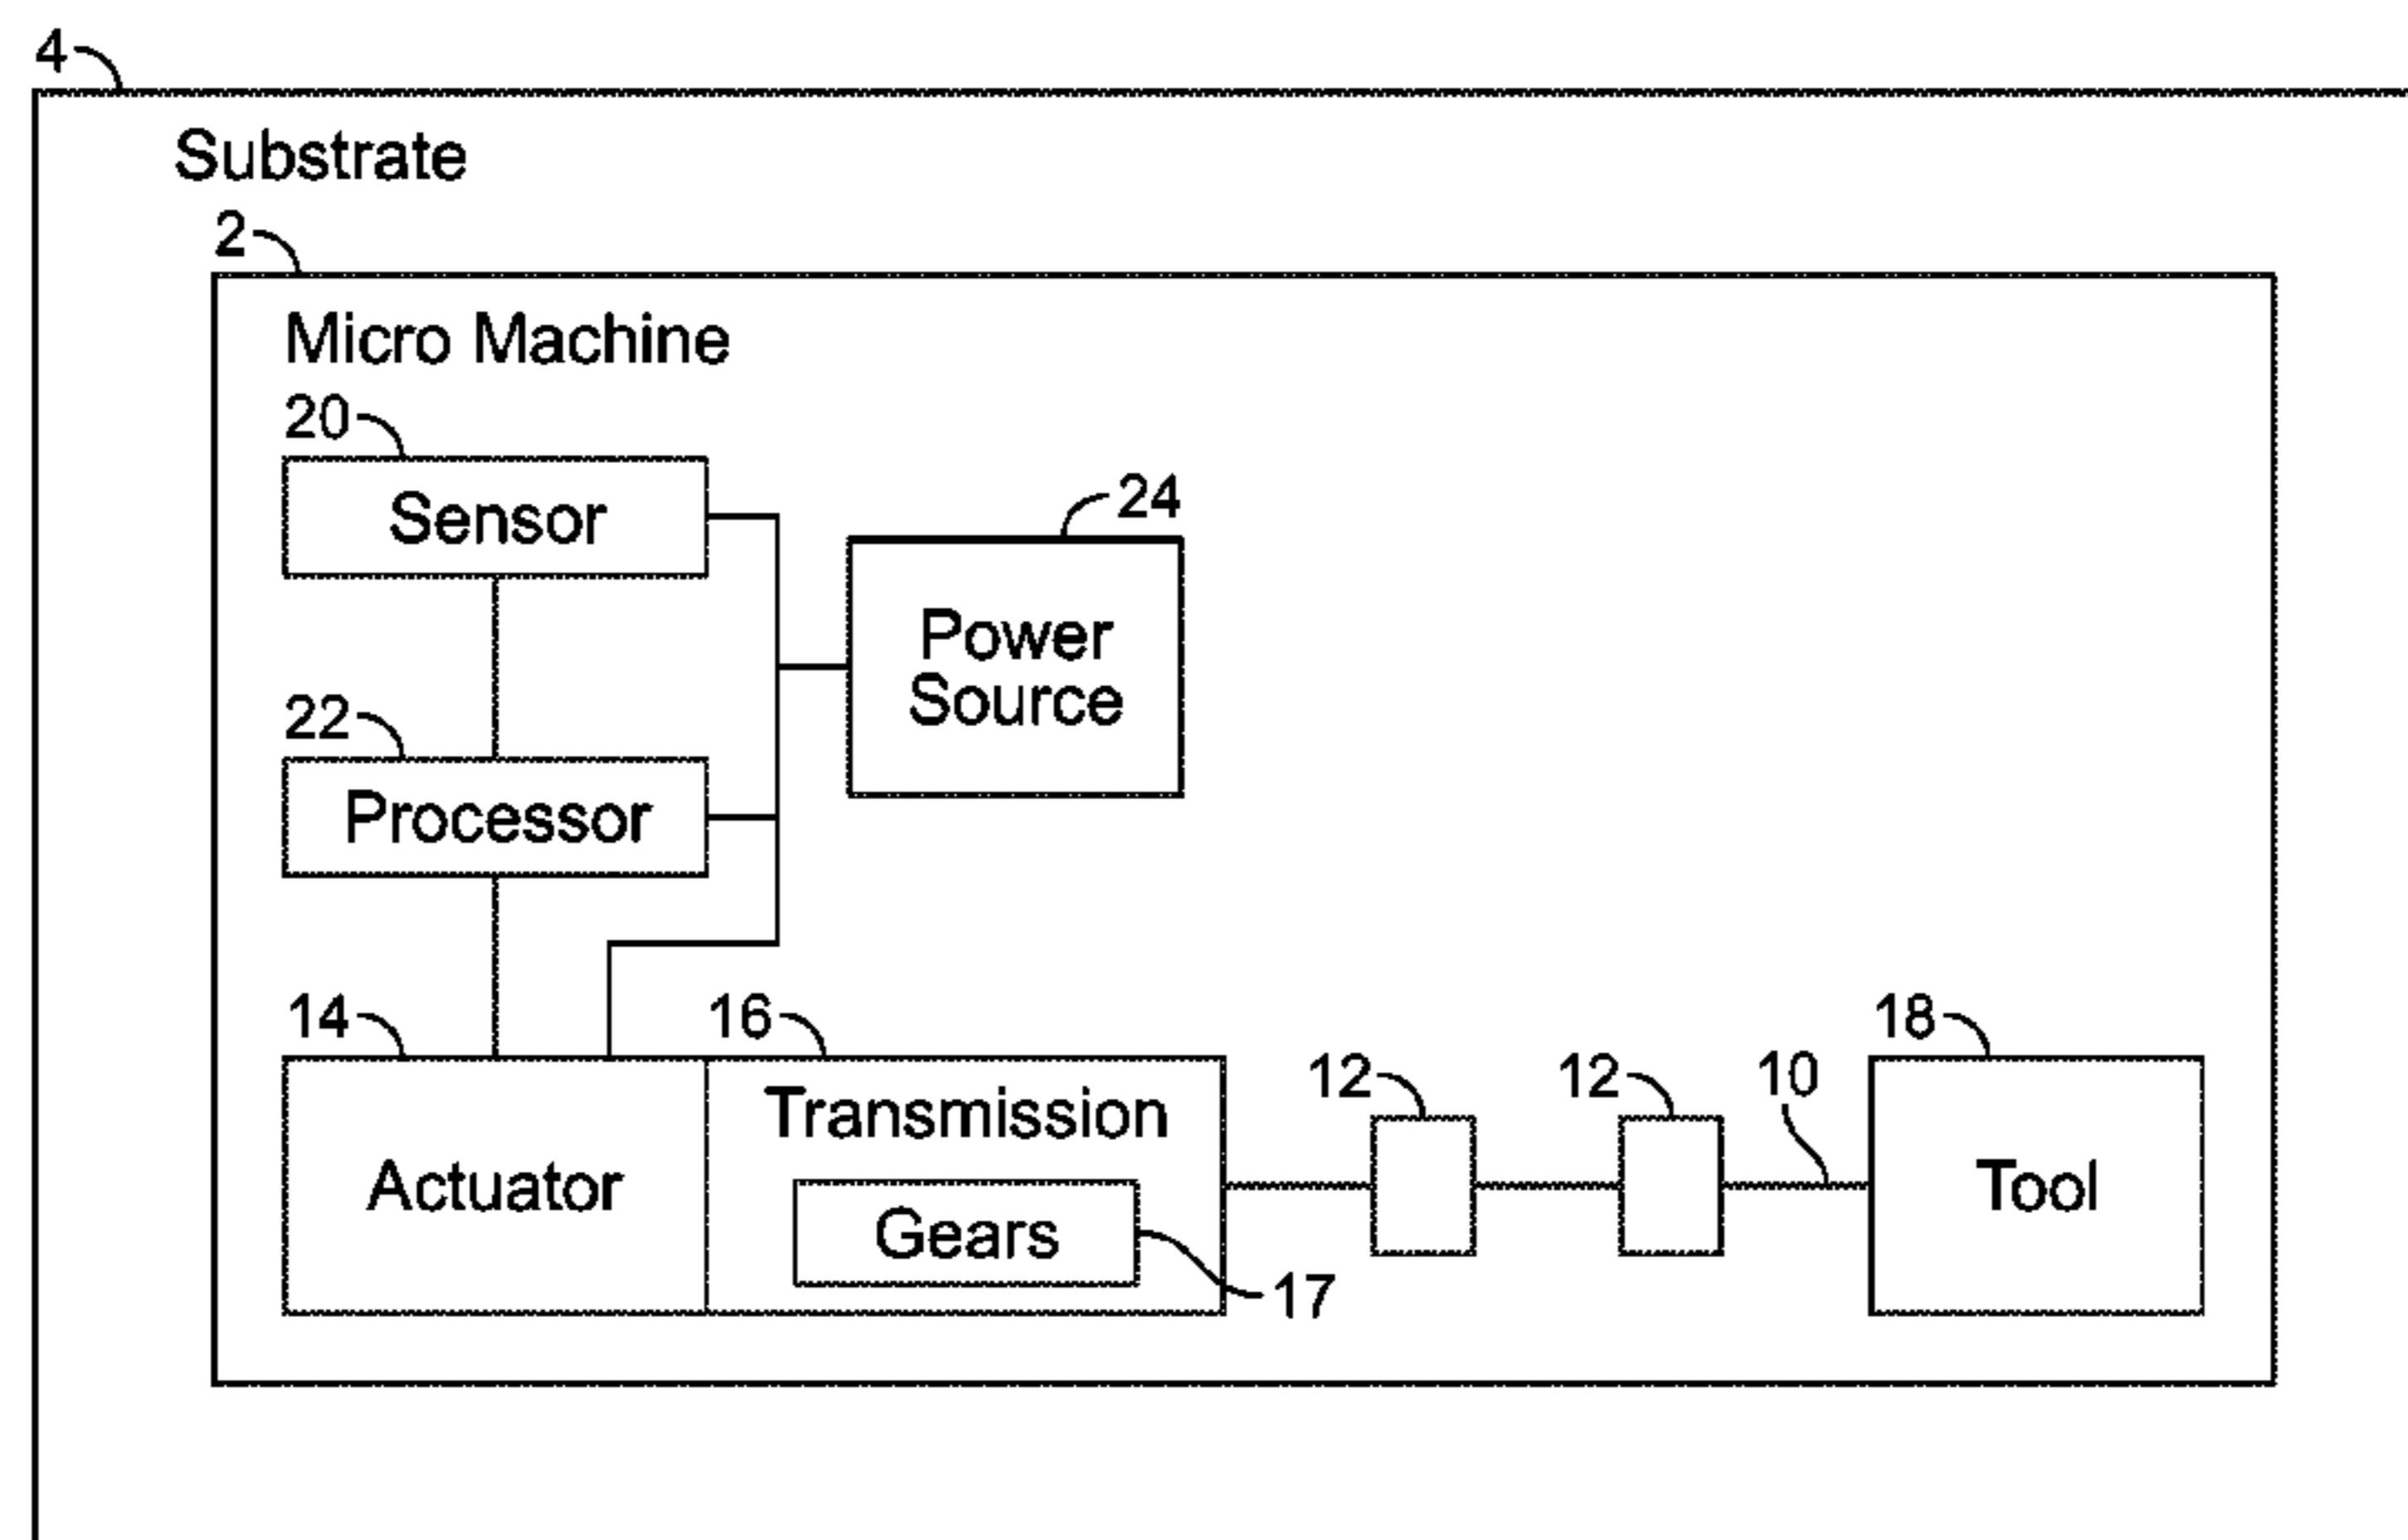 4
Substrate
2
Micro Machine
20
Sensor
24
Power
Source
22
Processor
14
16
18
12
12
10
Transmission
Actuator
Tool
Gears
17